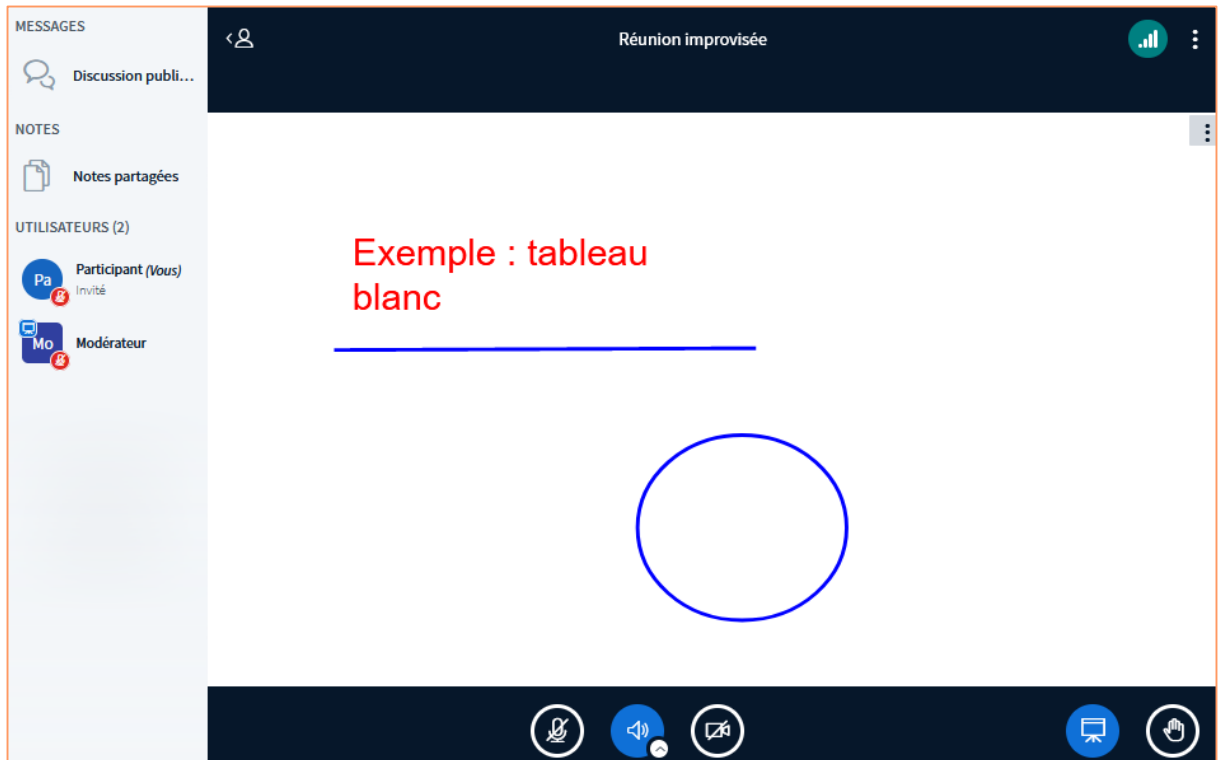 MESSAGES
Discussion publi...
NOTES
Notes partagées
UTILISATEURS (2)
Pa
Participant (Vous)
Invité
Mo
Modérateur
Réunion improvisée
Exemple : tableau
blanc